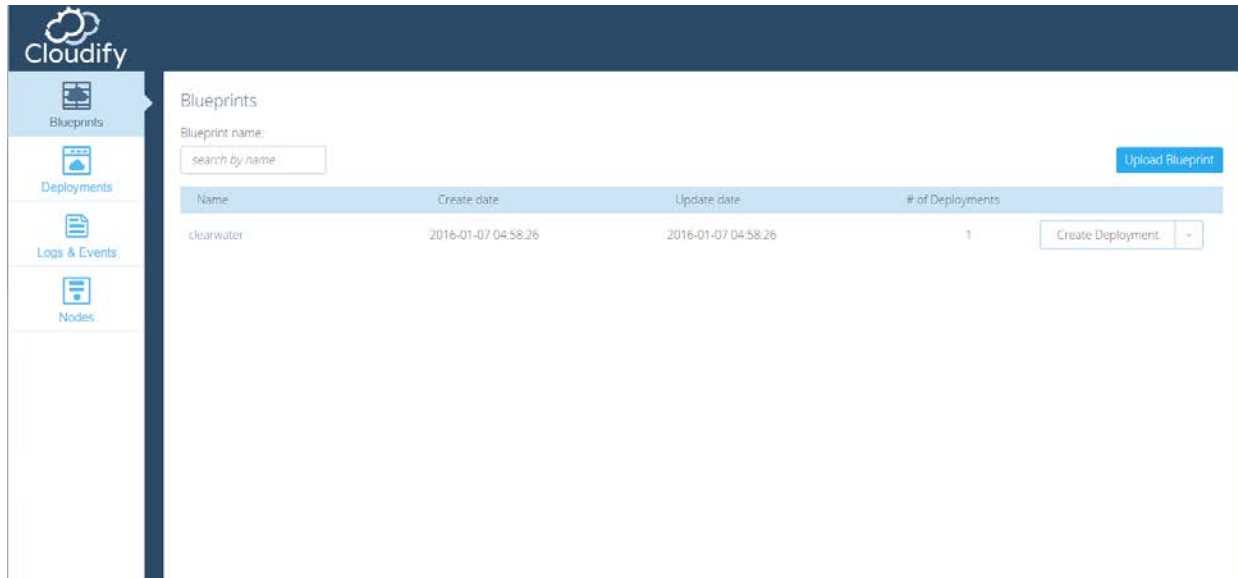 Cloudify
Blueprints
Deployments
Logs & Events
Nodes
Blueprints
Blueprint name:
search by name
Upload Blueprint
Name Create date Update date # of Deployments
clearwater 2016-01-07 04:58:26 2016-01-07 04:58:26 1 Create Deployment